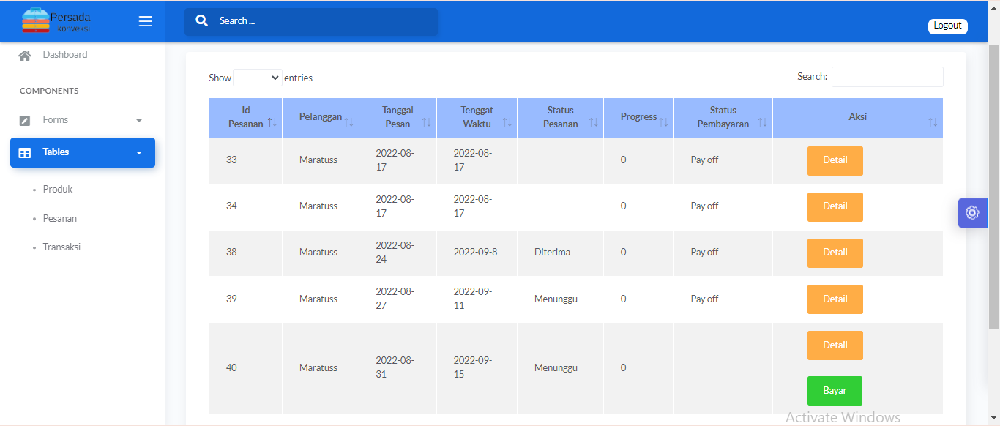 Persada
konveksi
Search ...
Logout
Dashboard
COMPONENTS
Forms
Tables
Produk
Pesanan
Transaksi
Show entries
Search:
Id Pesanan Pelanggan Tanggal Pesan Tenggat Waktu Status Pesanan Progress Status Pembayaran Aksi
33 Maratuss 2022-08-17 2022-08-17 0 Pay off Detail
34 Maratuss 2022-08-17 2022-08-17 0 Pay off Detail
38 Maratuss 2022-08-24 2022-09-8 Diterima 0 Pay off Detail
39 Maratuss 2022-08-27 2022-09-11 Menunggu 0 Pay off Detail
40 Maratuss 2022-08-31 2022-09-15 Menunggu 0 Detail
Bayar
Activate Windows